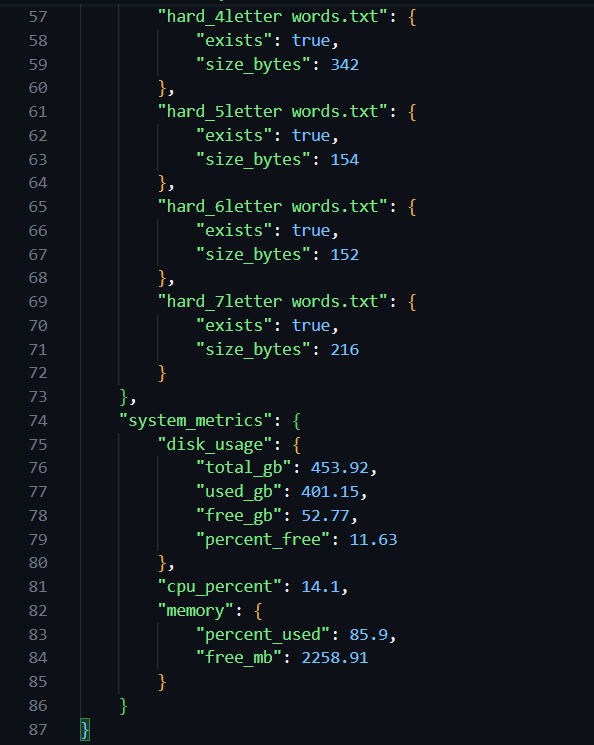 57 "hard_4letter words.txt": {
58 "exists": true,
59 "size_bytes": 342
60 },
61 "hard_5letter words.txt": {
62 "exists": true,
63 "size_bytes": 154
64 },
65 "hard_6letter words.txt": {
66 "exists": true,
67 "size_bytes": 152
68 },
69 "hard_7letter words.txt": {
70 "exists": true,
71 "size_bytes": 216
72 }
73 },
74 "system_metrics": {
75 "disk_usage": {
76 "total_gb": 453.92,
77 "used_gb": 401.15,
78 "free_gb": 52.77,
79 "percent_free": 11.63
80 },
81 "cpu_percent": 14.1,
82 "memory": {
83 "percent_used": 85.9,
84 "free_mb": 2258.91
85 }
86 }
87 }